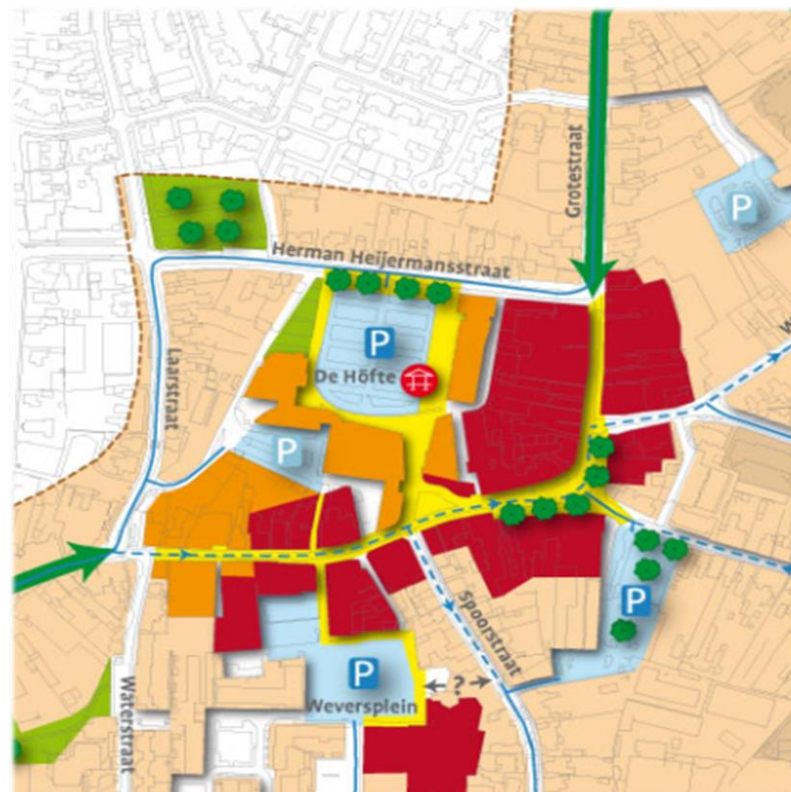 Grotestraat
P
Herman Heijermansstraat
P
De Höfte
Laarstraat
P
P
Spoorstraat
P
Weversplein
?
Waterstraat